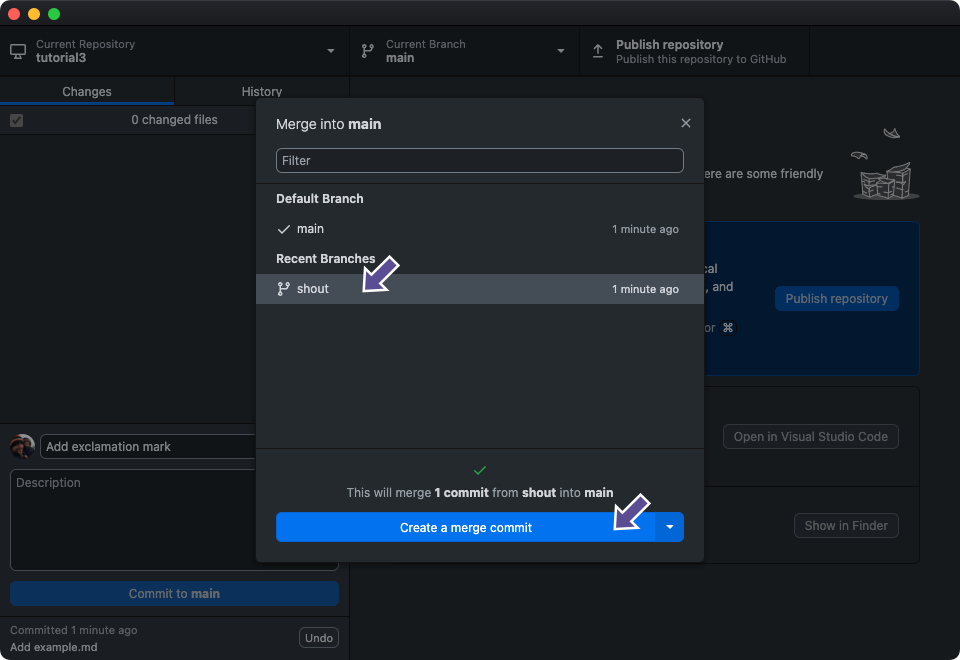 Current Repository
tutorial3
Current Branch
main
Publish repository
Publish this repository to GitHub
Changes
History
0 changed files
Merge into main
Filter
Default Branch
main
1 minute ago
Recent Branches
shout
1 minute ago
This will merge 1 commit from shout into main
Create a merge commit
ere are some friendly
cal
, and
Publish repository
or ⌘
Open in Visual Studio Code
Show in Finder
Add exclamation mark
Description
Commit to main
Committed 1 minute ago
Add example.md
Undo